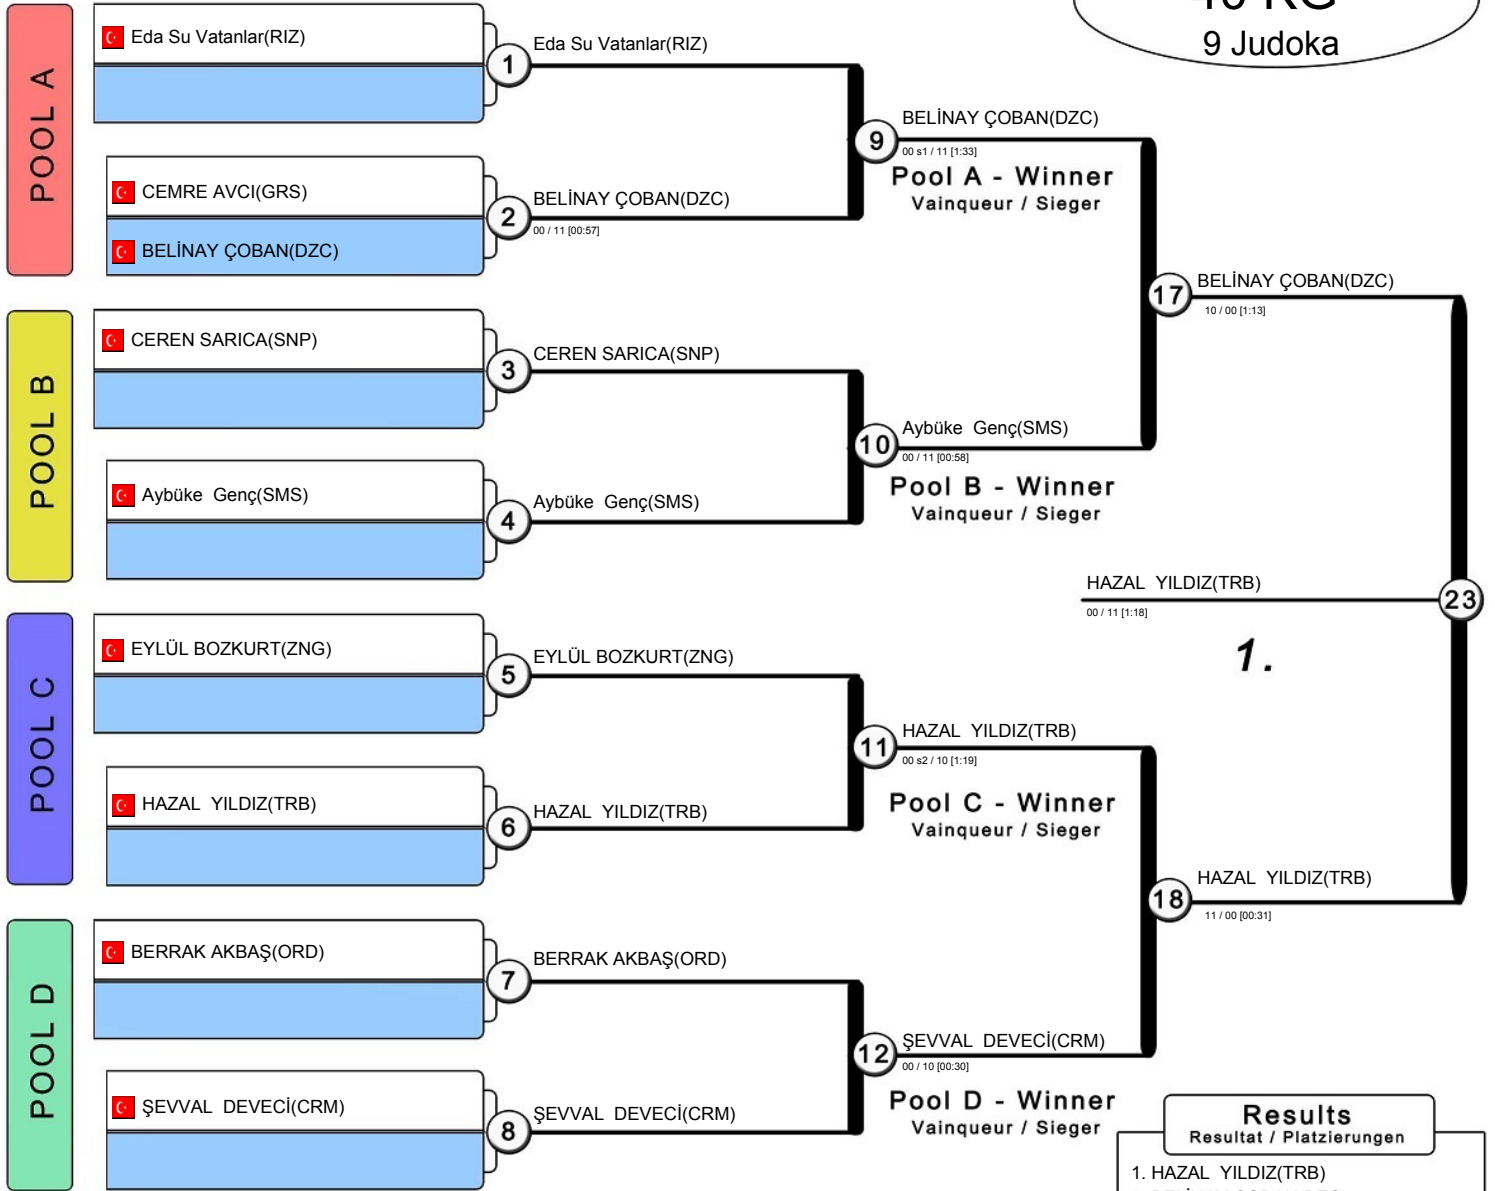 40 KG
9 Judoka
POOL A
Eda Su Vatanlar(RIZ)
1
Eda Su Vatanlar(RIZ)
CEMRE AVCI(GRS)
BELİNAY ÇOBAN(DZC)
2
BELİNAY ÇOBAN(DZC)
00 / 11 [00:57]
9
BELİNAY ÇOBAN(DZC)
00 s1 / 11 [1:33]
Pool A - Winner
Vainqueur / Sieger
POOL B
CEREN SARICA(SNP)
3
CEREN SARICA(SNP)
Aybüke Genç(SMS)
4
Aybüke Genç(SMS)
10
Aybüke Genç(SMS)
00 / 11 [00:58]
Pool B - Winner
Vainqueur / Sieger
17
BELİNAY ÇOBAN(DZC)
10 / 00 [1:13]
POOL C
EYLÜL BOZKURT(ZNG)
5
EYLÜL BOZKURT(ZNG)
HAZAL YILDIZ(TRB)
6
HAZAL YILDIZ(TRB)
11
HAZAL YILDIZ(TRB)
00 s2 / 10 [1:19]
Pool C - Winner
Vainqueur / Sieger
POOL D
BERRAK AKBAŞ(ORD)
7
BERRAK AKBAŞ(ORD)
ŞEVVAL DEVECİ(CRM)
8
ŞEVVAL DEVECİ(CRM)
12
ŞEVVAL DEVECİ(CRM)
00 / 10 [00:30]
Pool D - Winner
Vainqueur / Sieger
18
HAZAL YILDIZ(TRB)
11 / 00 [00:31]
HAZAL YILDIZ(TRB)
00 / 11 [1:18]
23
1.
Results
Resultat / Platzierungen
1. HAZAL YILDIZ(TRB)